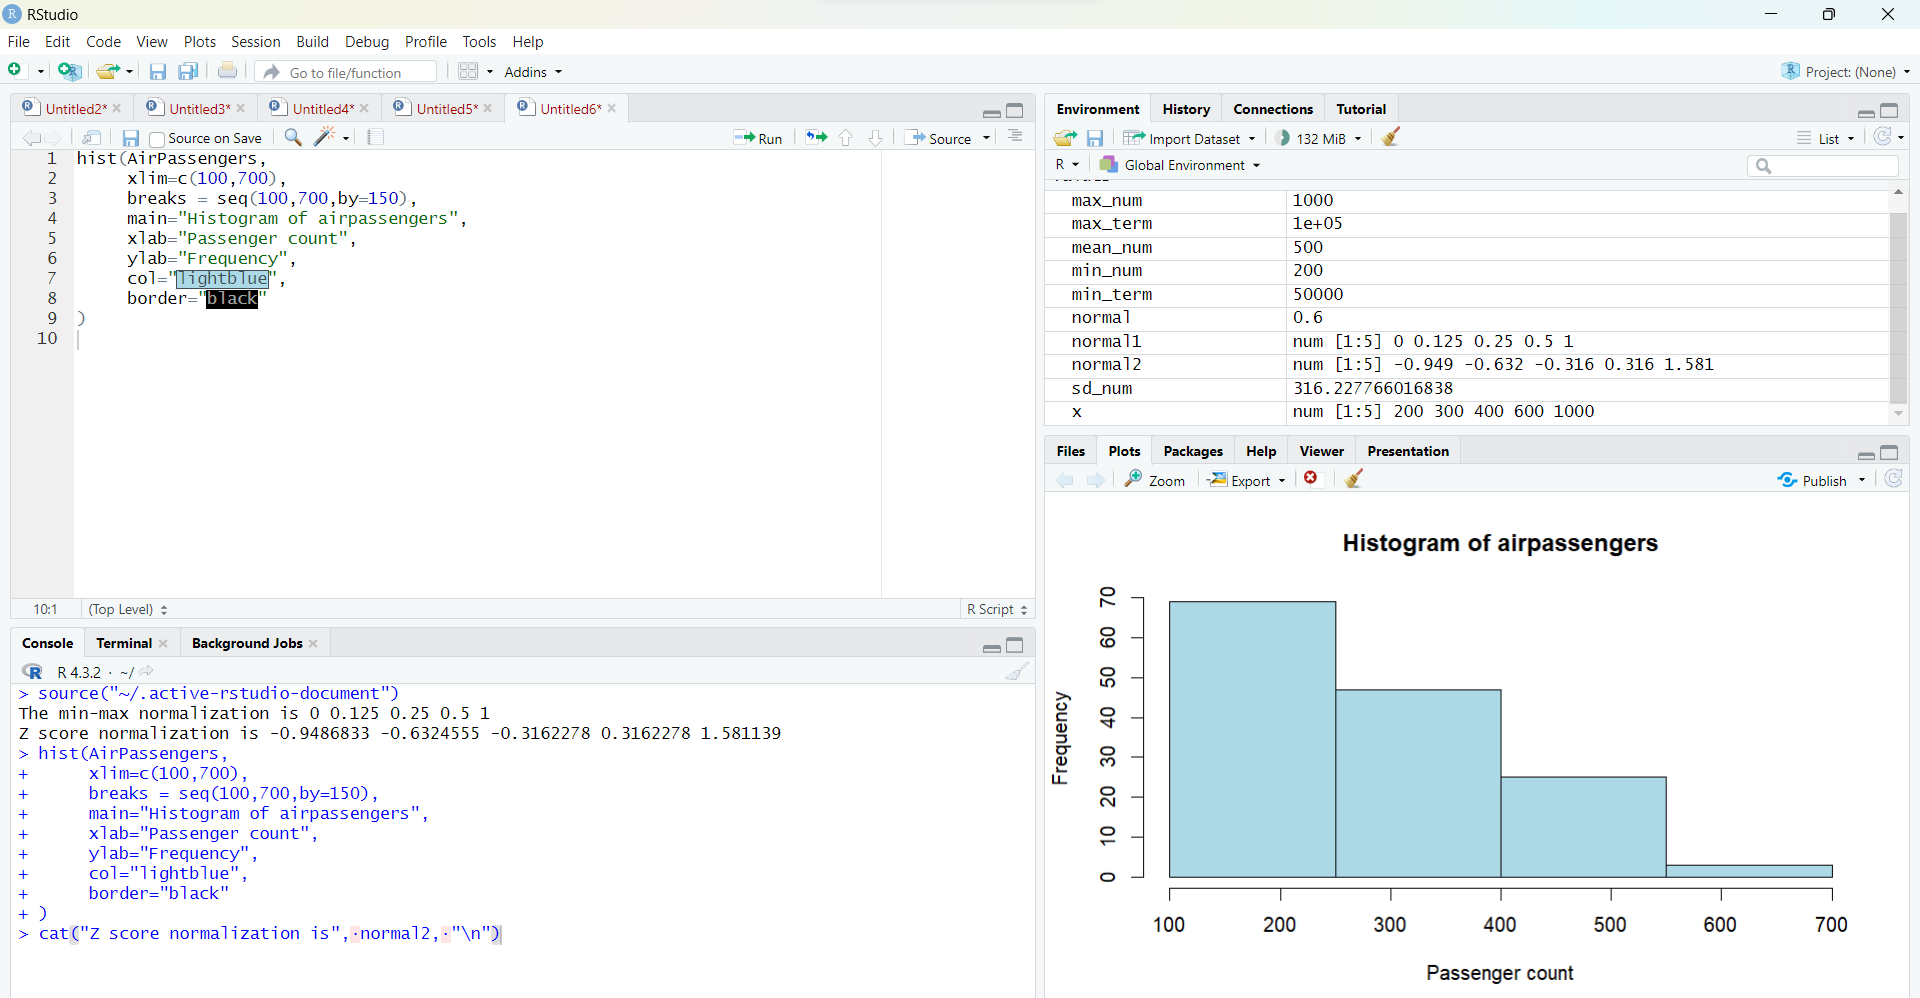 RStudio
File Edit Code View Plots Session Build Debug Profile Tools Help
Go to file/function Addins Project: (None)
Untitled2* Untitled3* Untitled4* Untitled5* Untitled6*
Source on Save Run Source
1 hist(AirPassengers,
2 xlim=c(100,700),
3 breaks = seq(100,700,by=150),
4 main="Histogram of airpassengers",
5 xlab="Passenger count",
6 ylab="Frequency",
7 col="lightblue",
8 border="black"
9 )
10
10:1 (Top Level) R Script
Console Terminal Background Jobs
R 4.3.2 · ~/
> source("~/.active-rstudio-document")
The min-max normalization is 0 0.125 0.25 0.5 1
Z score normalization is -0.9486833 -0.6324555 -0.3162278 0.3162278 1.581139
> hist(AirPassengers,
+ xlim=c(100,700),
+ breaks = seq(100,700,by=150),
+ main="Histogram of airpassengers",
+ xlab="Passenger count",
+ ylab="Frequency",
+ col="lightblue",
+ border="black"
+ )
> cat("Z score normalization is",·normal2,·"\n")
Environment History Connections Tutorial
Import Dataset 132 MiB List
R Global Environment
max_num 1000
max_term 1e+05
mean_num 500
min_num 200
min_term 50000
normal 0.6
normal1 num [1:5] 0 0.125 0.25 0.5 1
normal2 num [1:5] -0.949 -0.632 -0.316 0.316 1.581
sd_num 316.227766016838
x num [1:5] 200 300 400 600 1000
Files Plots Packages Help Viewer Presentation
Zoom Export Publish
Histogram of airpassengers
Frequency
70
60
50
40
30
20
10
0
100 200 300 400 500 600 700
Passenger count